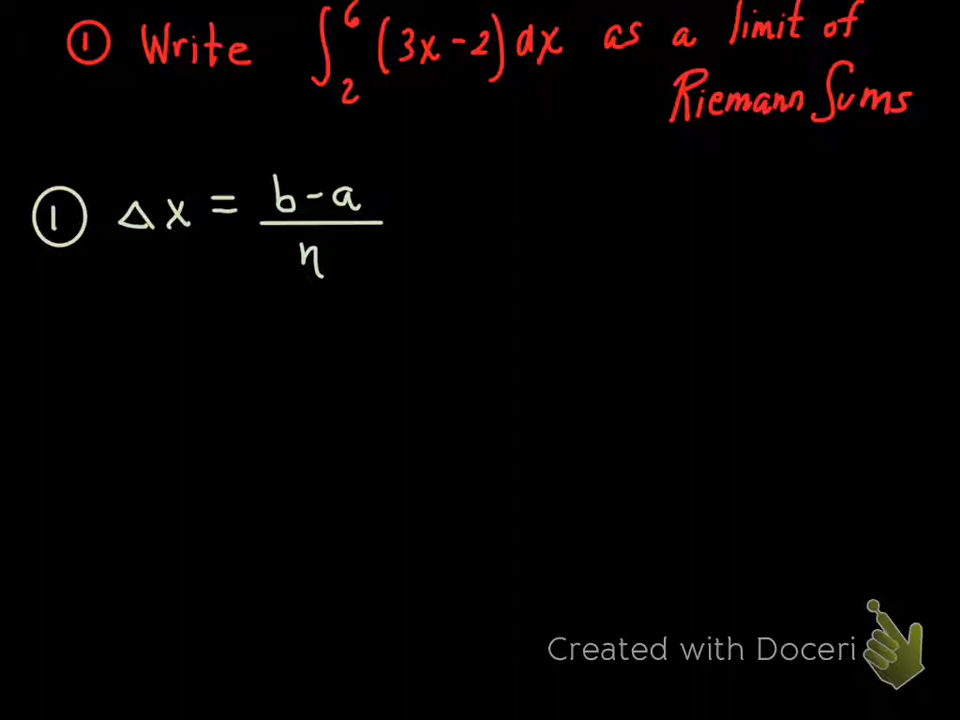 ① Write ∫₂⁶ (3x-2) dx as a limit of
Riemann Sums
① Δx = b-a
n
Created with Doceri